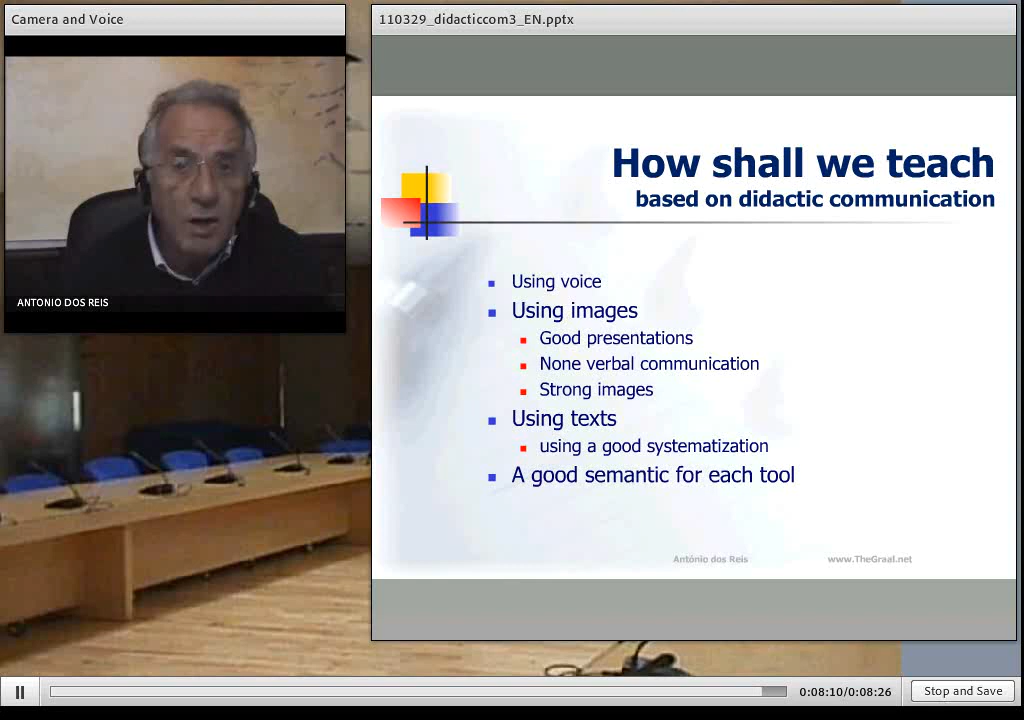 Camera and Voice
ANTONIO DOS REIS
110329_didacticcom3_EN.pptx
How shall we teach
based on didactic communication
Using voice
Using images
Good presentations
None verbal communication
Strong images
Using texts
using a good systematization
A good semantic for each tool
António dos Reis
www.TheGraal.net
0:08:10/0:08:26
Stop and Save